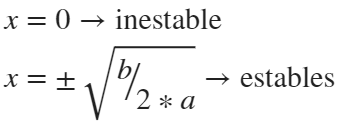 x = 0 → inestable
x = ± √(b/2 * a) → estables